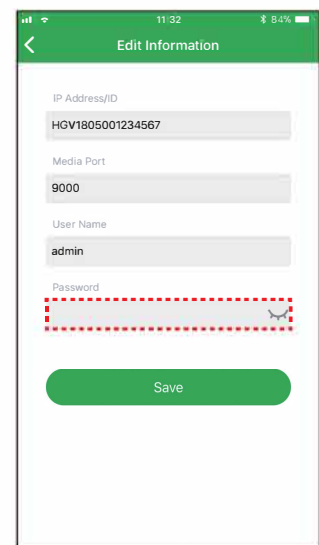 11:32
84%
Edit Information
IP Address/ID
HGV1805001234567
Media Port
9000
User Name
admin
Password
Save